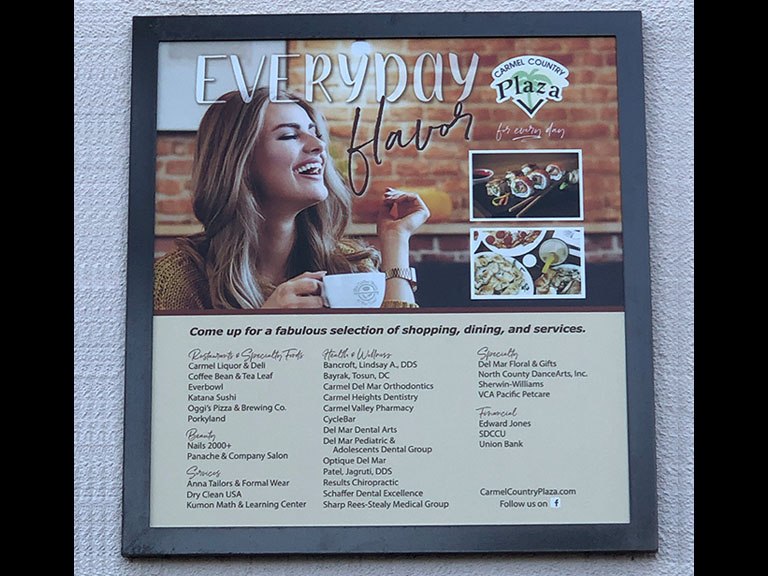 EVERYDAY
flavor
CARMEL COUNTRY
Plaza
for every day
Come up for a fabulous selection of shopping, dining, and services.
Restaurants & Specialty Foods
Carmel Liquor & Deli
Coffee Bean & Tea Leaf
Everbowl
Katana Sushi
Oggi's Pizza & Brewing Co.
Porkyland
Beauty
Nails 2000+
Panache & Company Salon
Services
Anna Tailors & Formal Wear
Dry Clean USA
Kumon Math & Learning Center
Health & Wellness
Bancroft, Lindsay A., DDS
Bayrak, Tosun, DC
Carmel Del Mar Orthodontics
Carmel Heights Dentistry
Carmel Valley Pharmacy
CycleBar
Del Mar Dental Arts
Del Mar Pediatric &
Adolescents Dental Group
Optique Del Mar
Patel, Jagruti, DDS
Results Chiropractic
Schaffer Dental Excellence
Sharp Rees-Stealy Medical Group
Specialty
Del Mar Floral & Gifts
North County DanceArts, Inc.
Sherwin-Williams
VCA Pacific Petcare
Financial
Edward Jones
SDCCU
Union Bank
CarmelCountryPlaza.com
Follow us on f